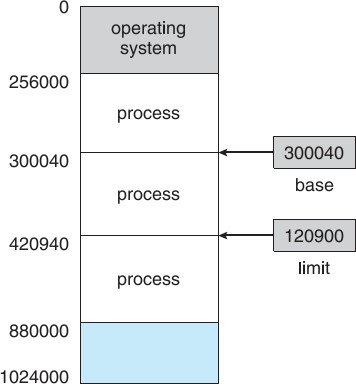 0
operating
system
256000
process
300040
300040
base
process
420940
120900
limit
process
880000
1024000